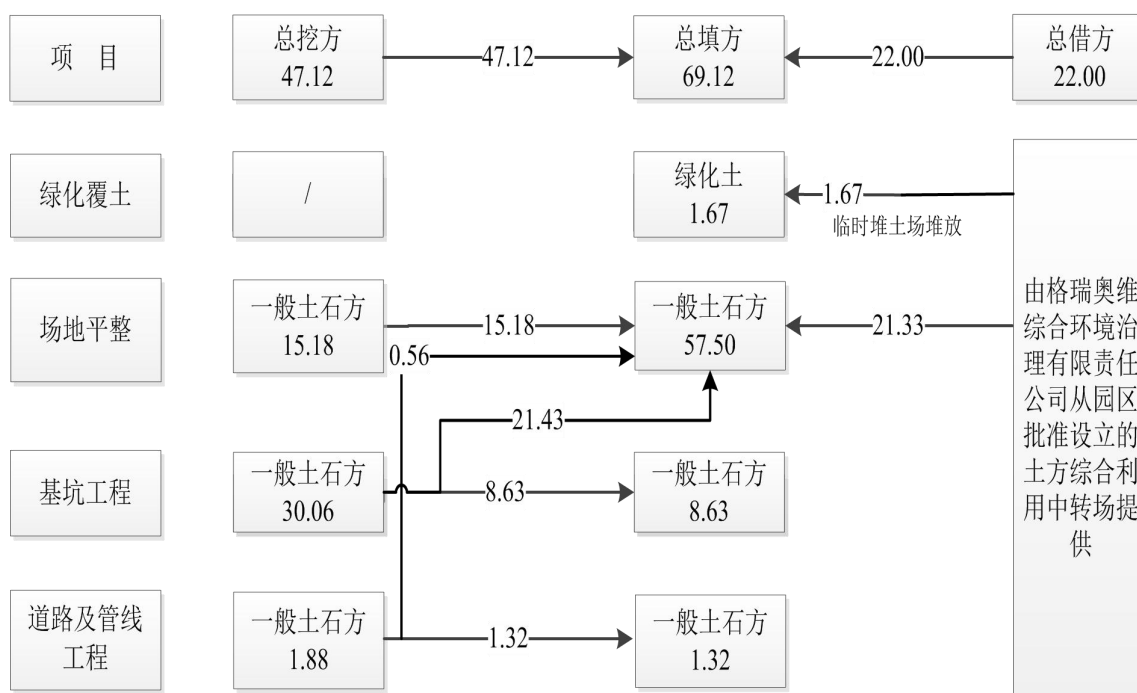 项 目
总挖方
47.12
47.12
总填方
69.12
22.00
总借方
22.00
绿化覆土
/
绿化土
1.67
1.67
临时堆土场堆放
场地平整
一般土石方
15.18
15.18
0.56
一般土石方
57.50
21.33
由格瑞奥维
综合环境治
理有限责任
公司从园区
批准设立的
土方综合利
用中转场提
供
21.43
基坑工程
一般土石方
30.06
8.63
一般土石方
8.63
道路及管线
工程
一般土石方
1.88
1.32
一般土石方
1.32